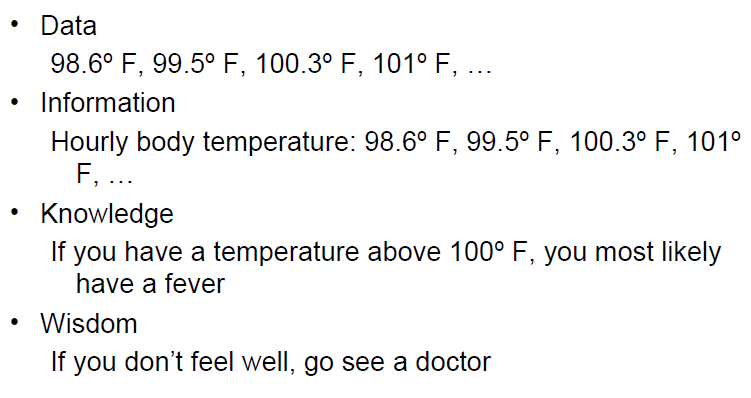 • Data
98.6º F, 99.5º F, 100.3º F, 101º F, …
• Information
Hourly body temperature: 98.6º F, 99.5º F, 100.3º F, 101º
F, …
• Knowledge
If you have a temperature above 100º F, you most likely
have a fever
• Wisdom
If you don’t feel well, go see a doctor